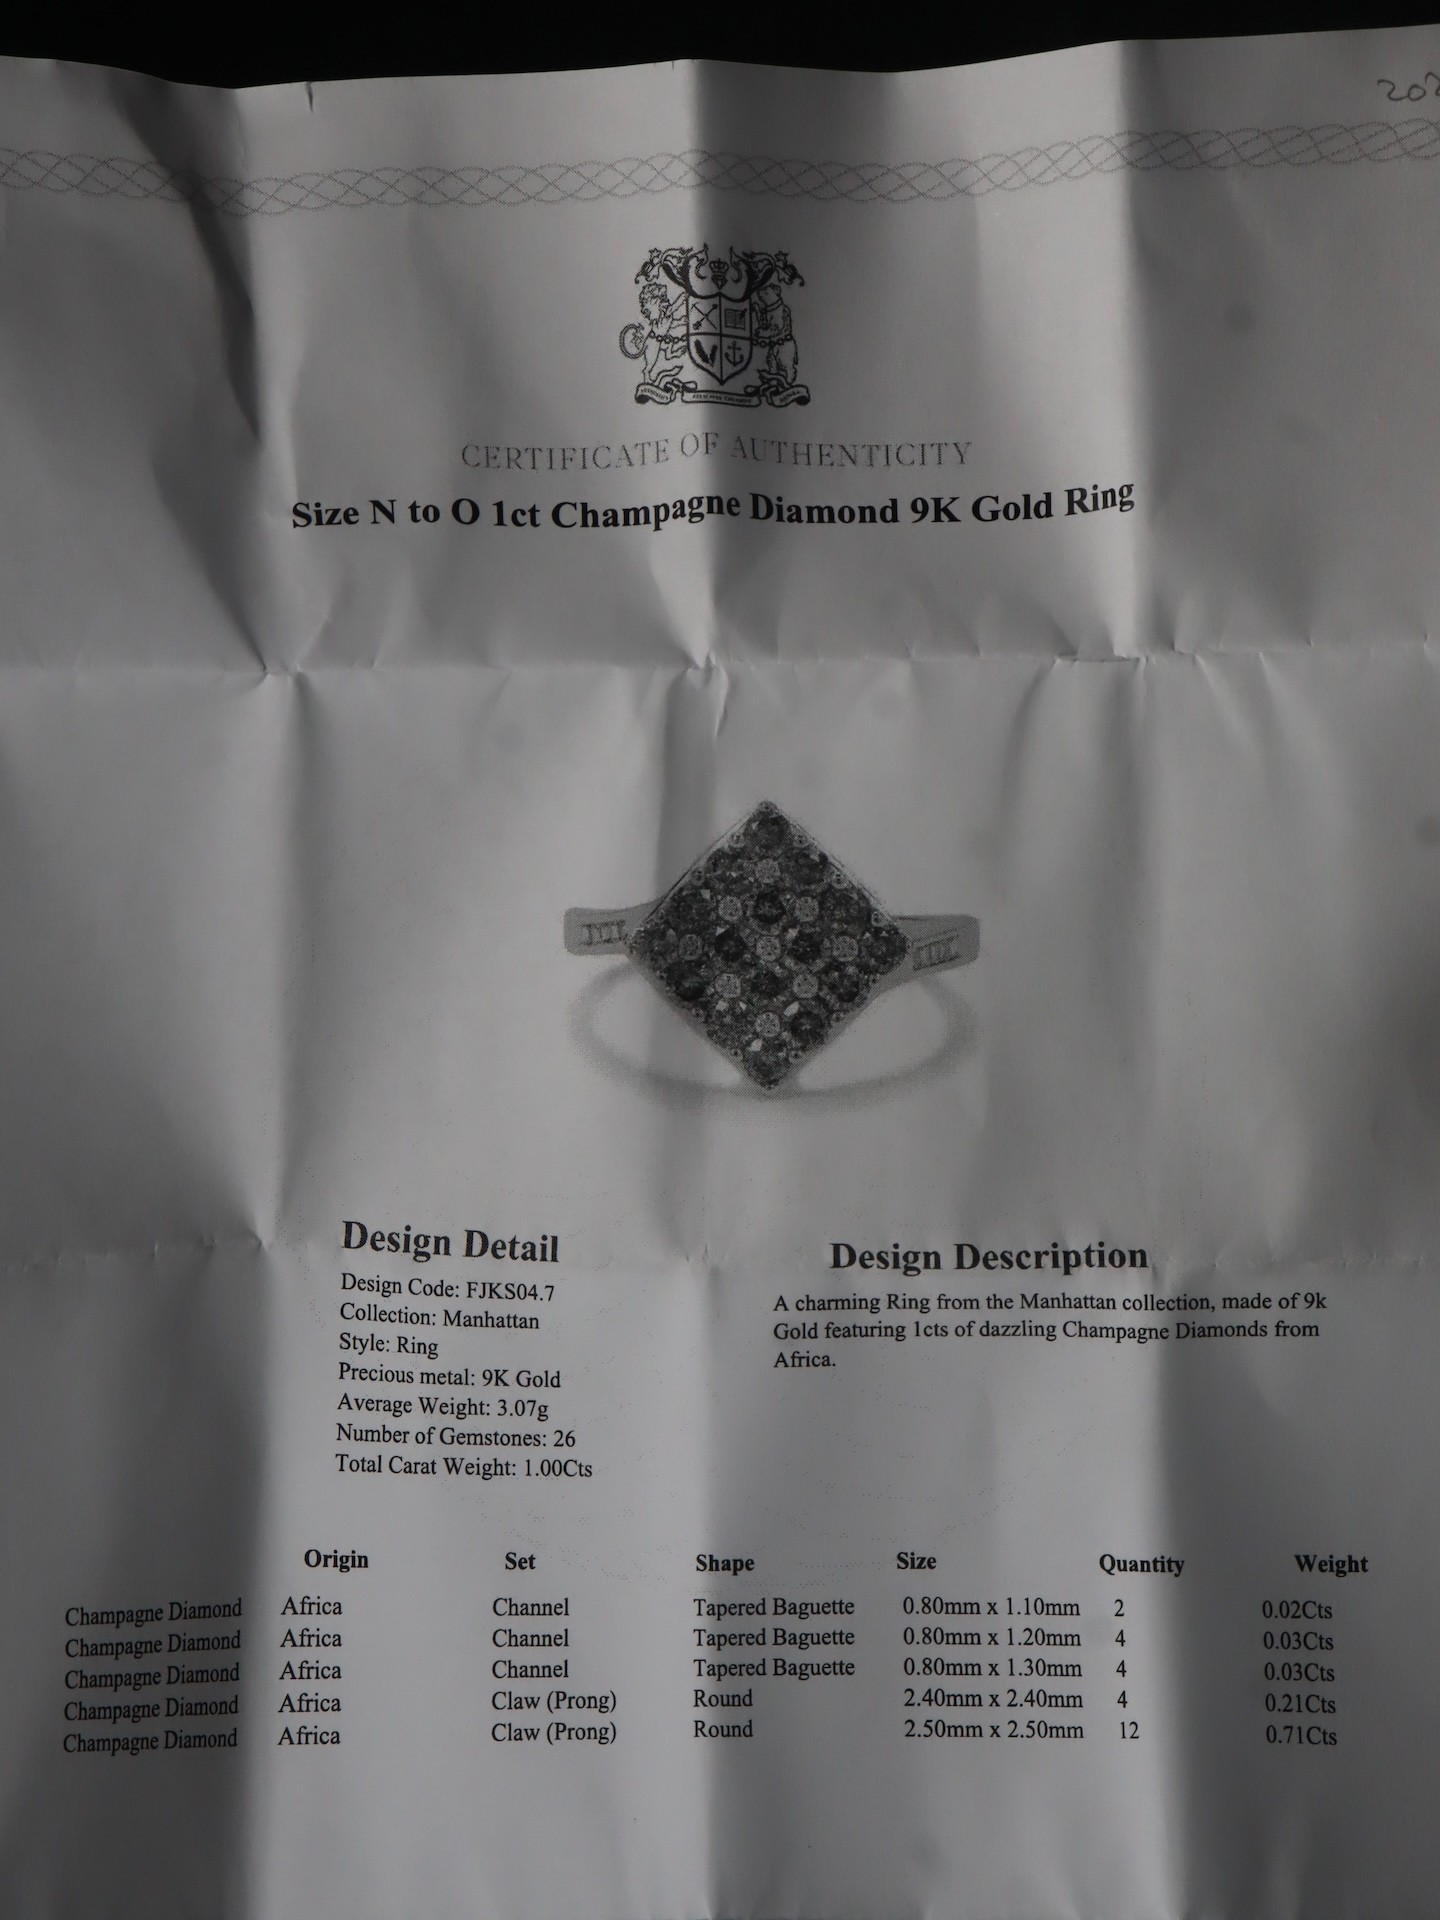 202
CERTIFICATE OF AUTHENTICITY
Size N to O 1ct Champagne Diamond 9K Gold Ring
Design Detail
Design Code: FJKS04.7
Collection: Manhattan
Style: Ring
Precious metal: 9K Gold
Average Weight: 3.07g
Number of Gemstones: 26
Total Carat Weight: 1.00Cts
Design Description
A charming Ring from the Manhattan collection, made of 9k
Gold featuring 1cts of dazzling Champagne Diamonds from
Africa.
Origin Set Shape Size Quantity Weight
Champagne Diamond Africa Channel Tapered Baguette 0.80mm x 1.10mm 2 0.02Cts
Champagne Diamond Africa Channel Tapered Baguette 0.80mm x 1.20mm 4 0.03Cts
Champagne Diamond Africa Channel Tapered Baguette 0.80mm x 1.30mm 4 0.03Cts
Champagne Diamond Africa Claw (Prong) Round 2.40mm x 2.40mm 4 0.21Cts
Champagne Diamond Africa Claw (Prong) Round 2.50mm x 2.50mm 12 0.71Cts